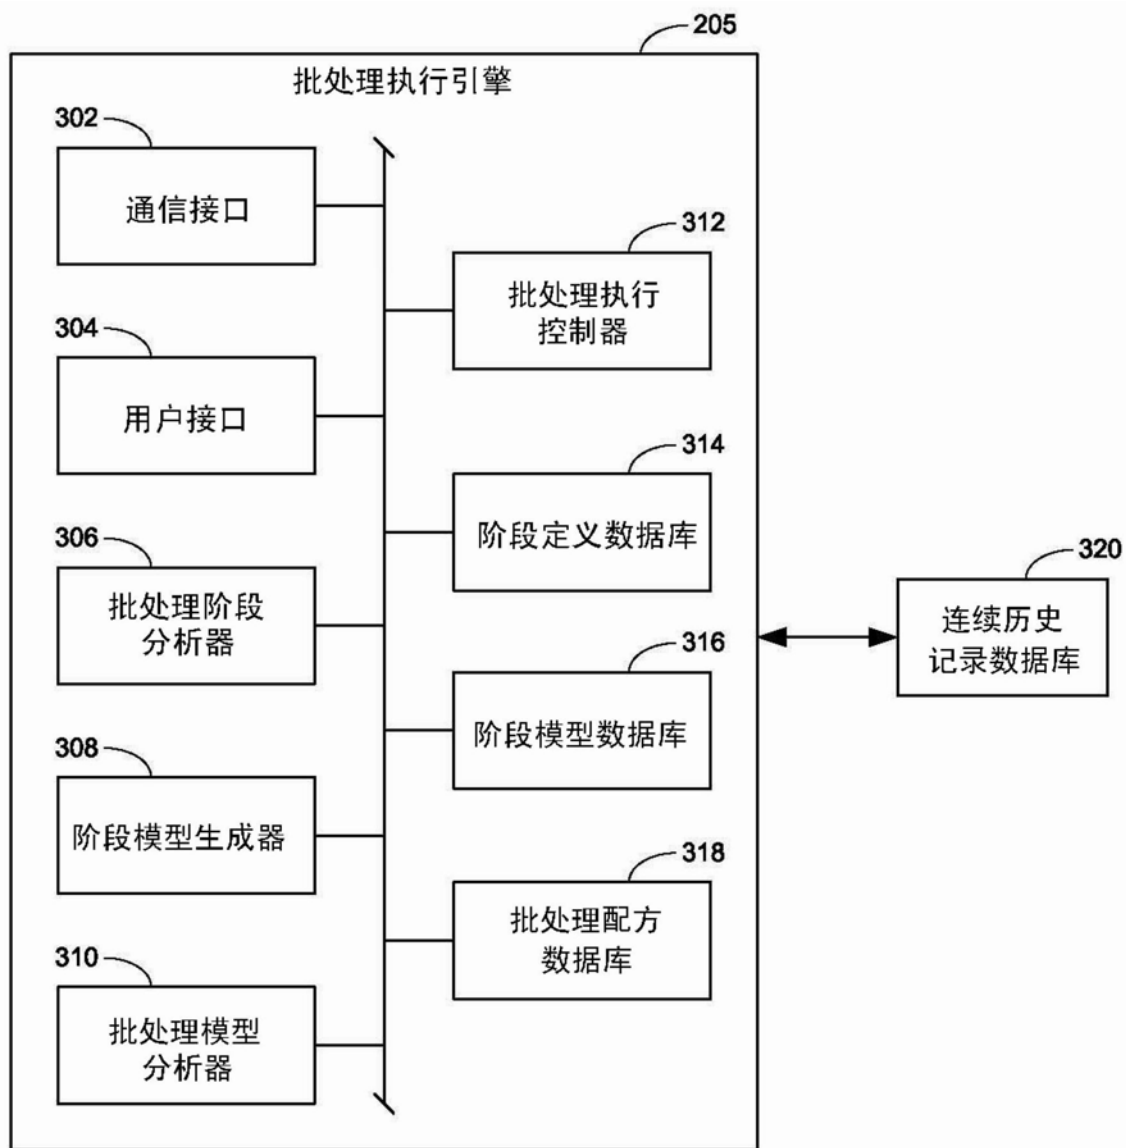 205
批处理执行引擎
302
通信接口
312
批处理执行
控制器
304
用户接口
314
阶段定义数据库
306
批处理阶段
分析器
320
连续历史
记录数据库
316
阶段模型数据库
308
阶段模型生成器
318
批处理配方
数据库
310
批处理模型
分析器